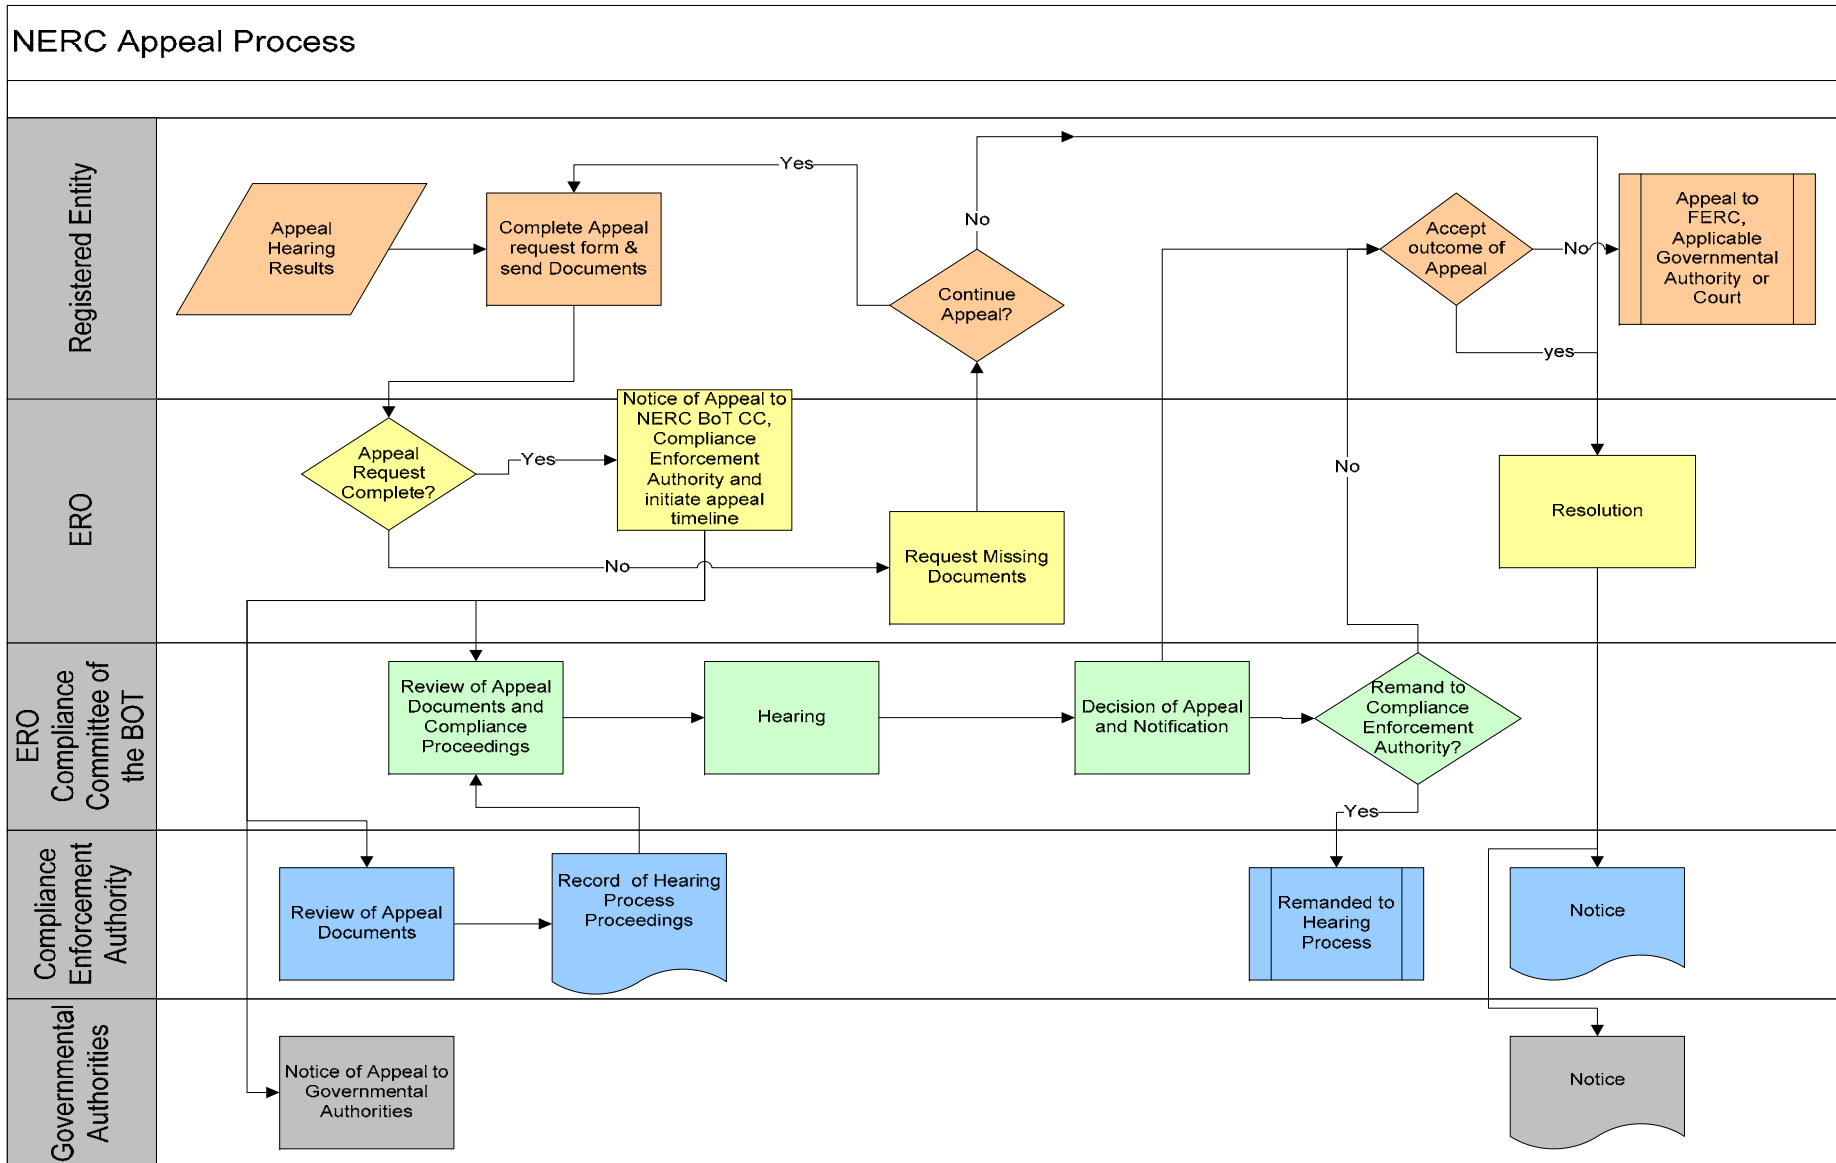 NERC Appeal Process
Registered Entity
Appeal
Hearing
Results
Complete Appeal
request form &
send Documents
Yes
No
Continue
Appeal?
Accept
outcome of
Appeal
No
yes
Appeal to
FERC,
Applicable
Governmental
Authority or
Court
ERO
Appeal
Request
Complete?
Yes
No
Notice of Appeal to
NERC BoT CC,
Compliance
Enforcement
Authority and
initiate appeal
timeline
Request Missing
Documents
No
Resolution
ERO
Compliance
Committee of
the BOT
Review of Appeal
Documents and
Compliance
Proceedings
Hearing
Decision of Appeal
and Notification
Remand to
Compliance
Enforcement
Authority?
Yes
Compliance
Enforcement
Authority
Review of Appeal
Documents
Record of Hearing
Process
Proceedings
Remanded to
Hearing
Process
Notice
Governmental
Authorities
Notice of Appeal to
Governmental
Authorities
Notice